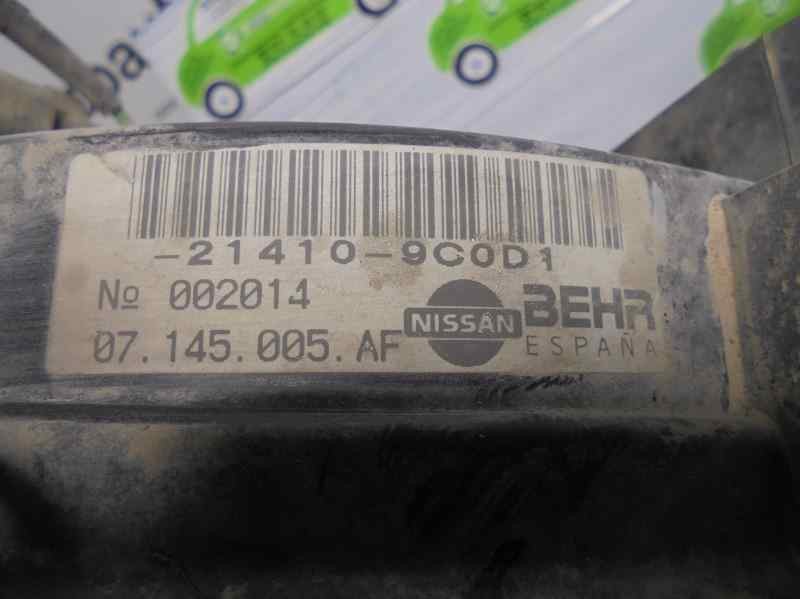 -21410-9C0D1
Nº 002014
07.145.005.AF
NISSAN
BEHR
ESPAÑA